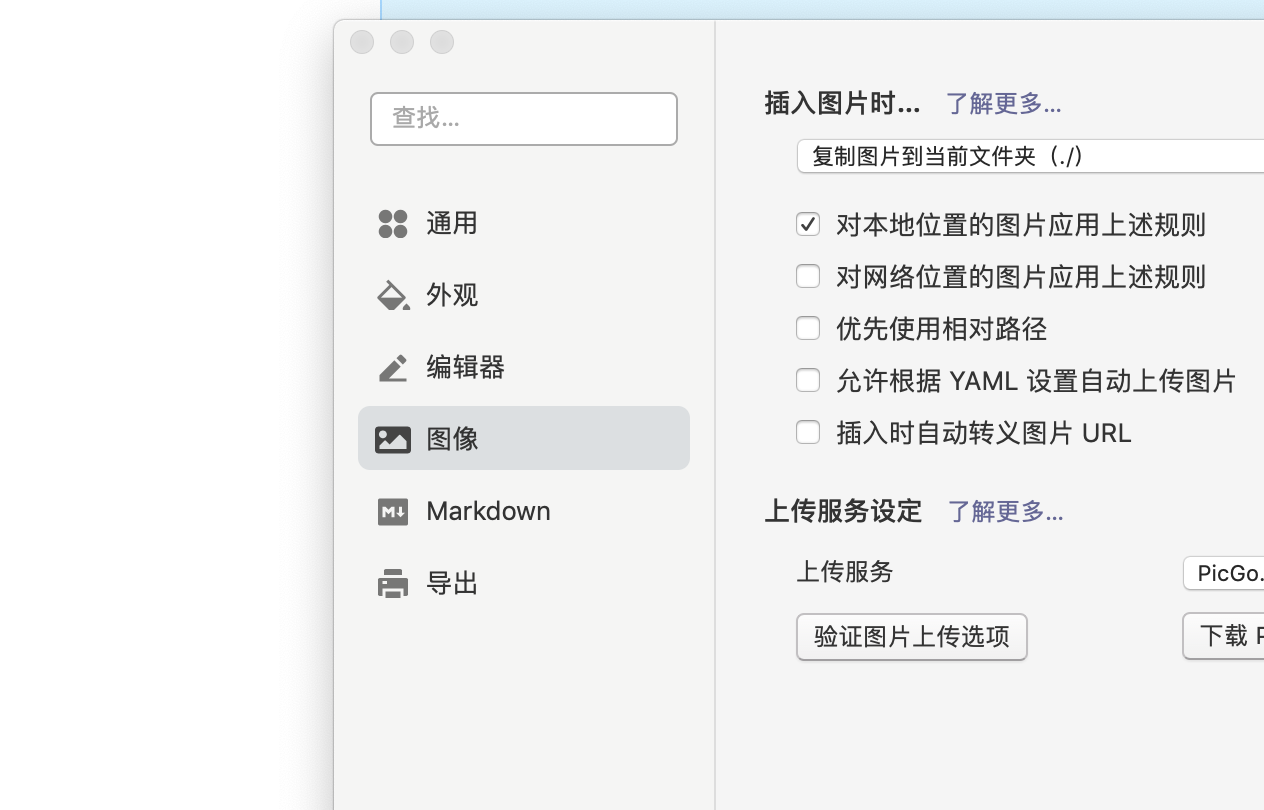 查找...
通用
外观
编辑器
图像
Markdown
导出
插入图片时... 了解更多...
复制图片到当前文件夹（./）
对本地位置的图片应用上述规则
对网络位置的图片应用上述规则
优先使用相对路径
允许根据 YAML 设置自动上传图片
插入时自动转义图片 URL
上传服务设定 了解更多...
上传服务 PicGo.
验证图片上传选项 下载